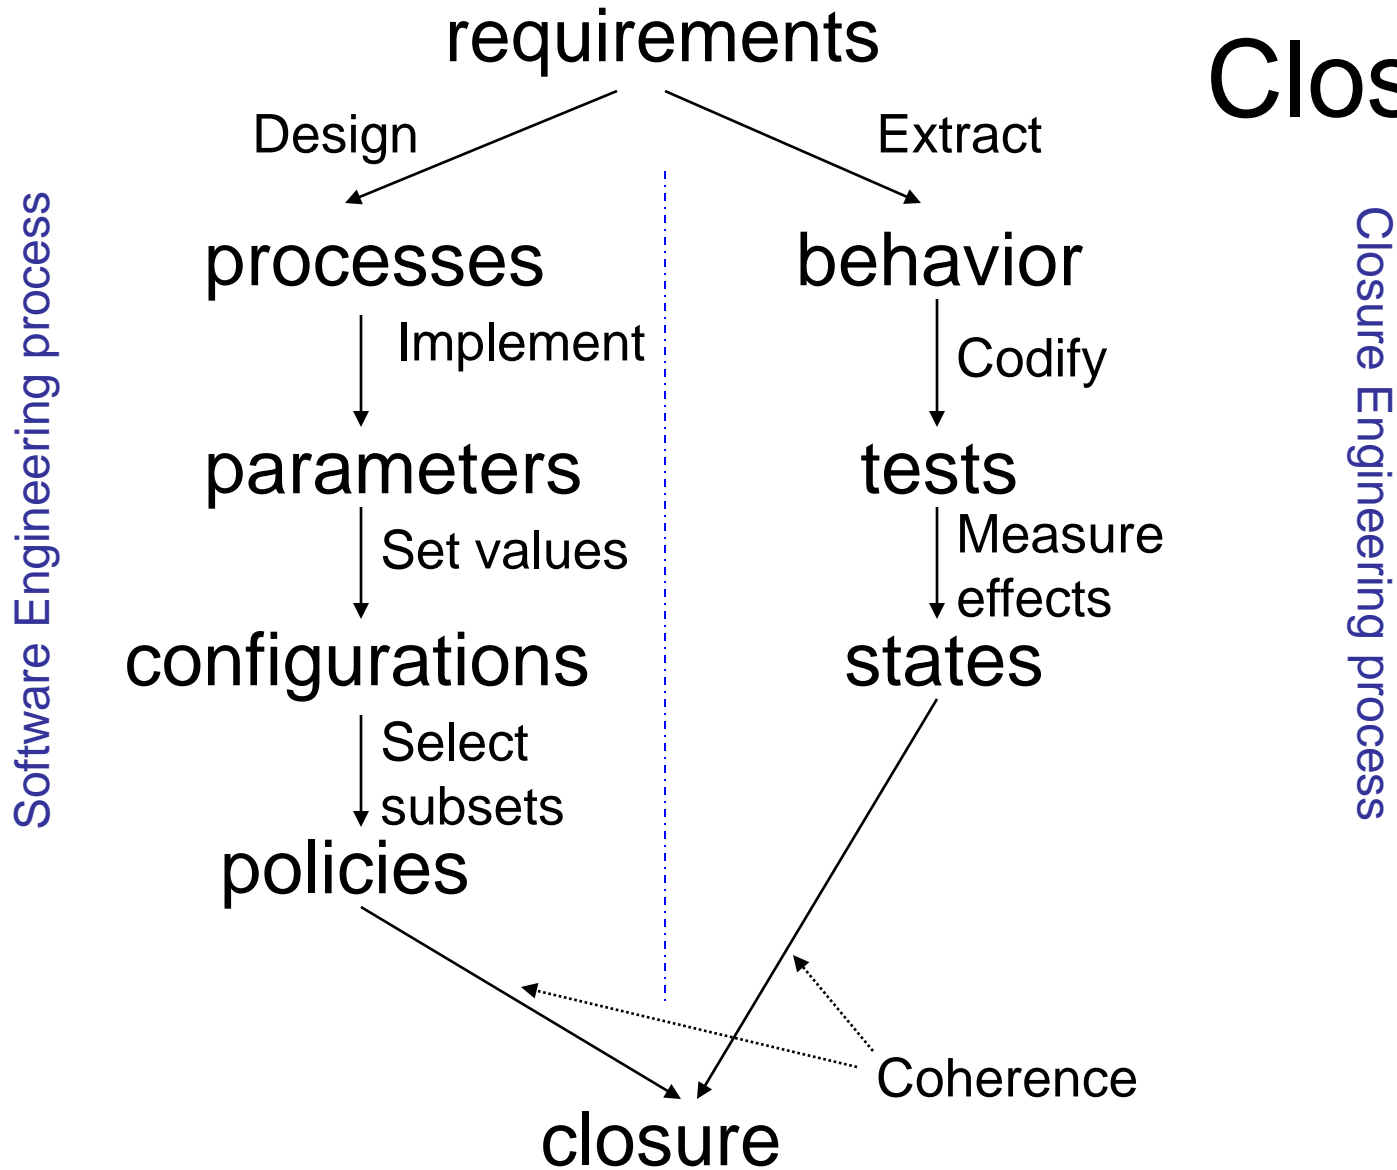 requirements
Clos
Design
Extract
Software Engineering process
Closure Engineering process
processes
behavior
Implement
Codify
parameters
tests
Set values
Measure
effects
configurations
states
Select
subsets
policies
Coherence
closure